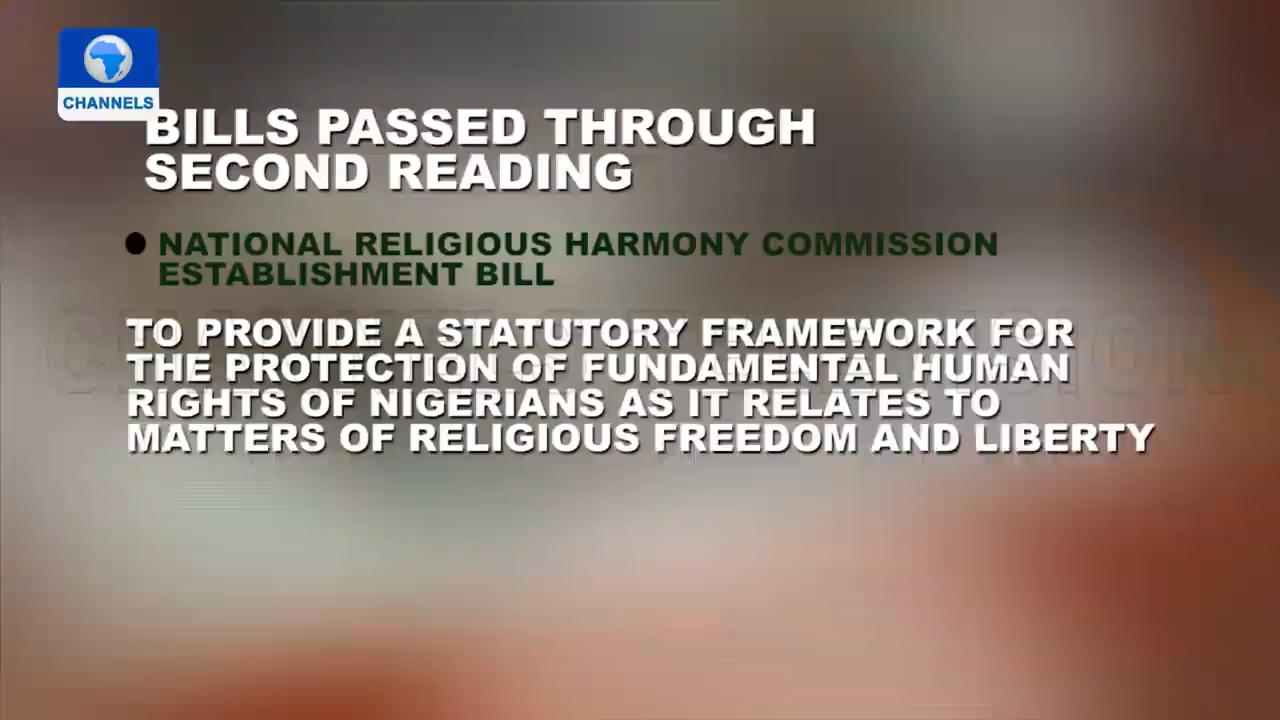 CHANNELS
BILLS PASSED THROUGH
SECOND READING
NATIONAL RELIGIOUS HARMONY COMMISSION
ESTABLISHMENT BILL
TO PROVIDE A STATUTORY FRAMEWORK FOR
THE PROTECTION OF FUNDAMENTAL HUMAN
RIGHTS OF NIGERIANS AS IT RELATES TO
MATTERS OF RELIGIOUS FREEDOM AND LIBERTY